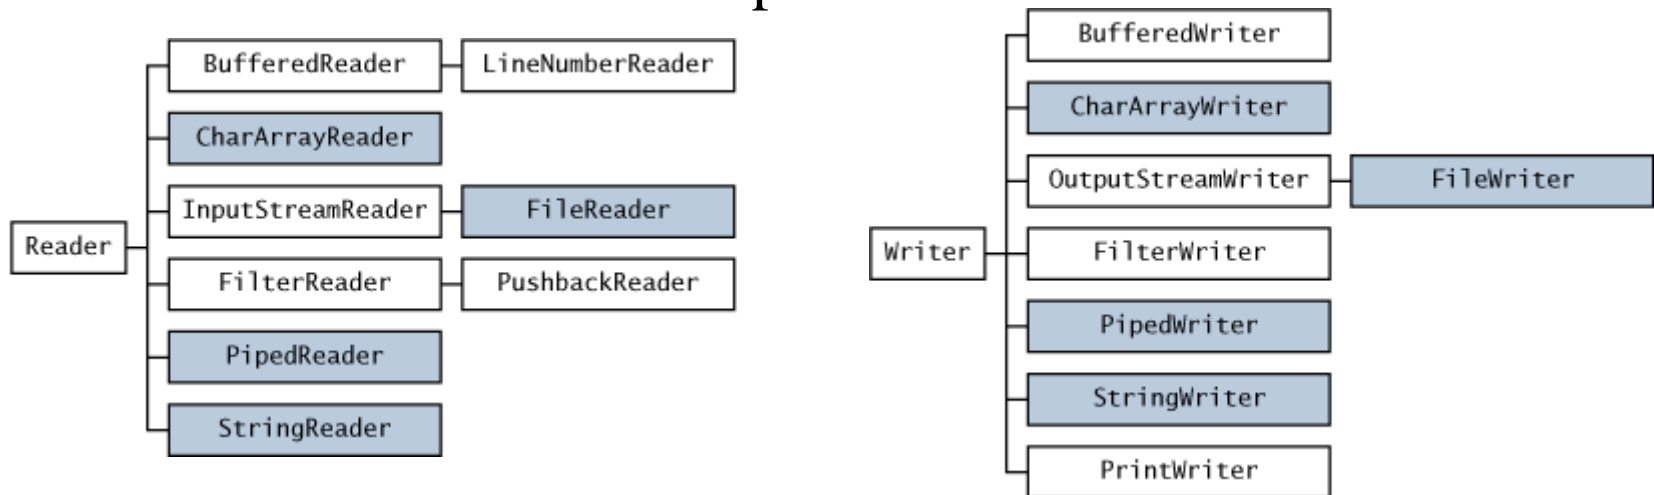 BufferedReader
LineNumberReader
CharArrayReader
InputStreamReader
FileReader
Reader
FilterReader
PushbackReader
PipedReader
StringReader
BufferedWriter
CharArrayWriter
OutputStreamWriter
FileWriter
Writer
FilterWriter
PipedWriter
StringWriter
PrintWriter